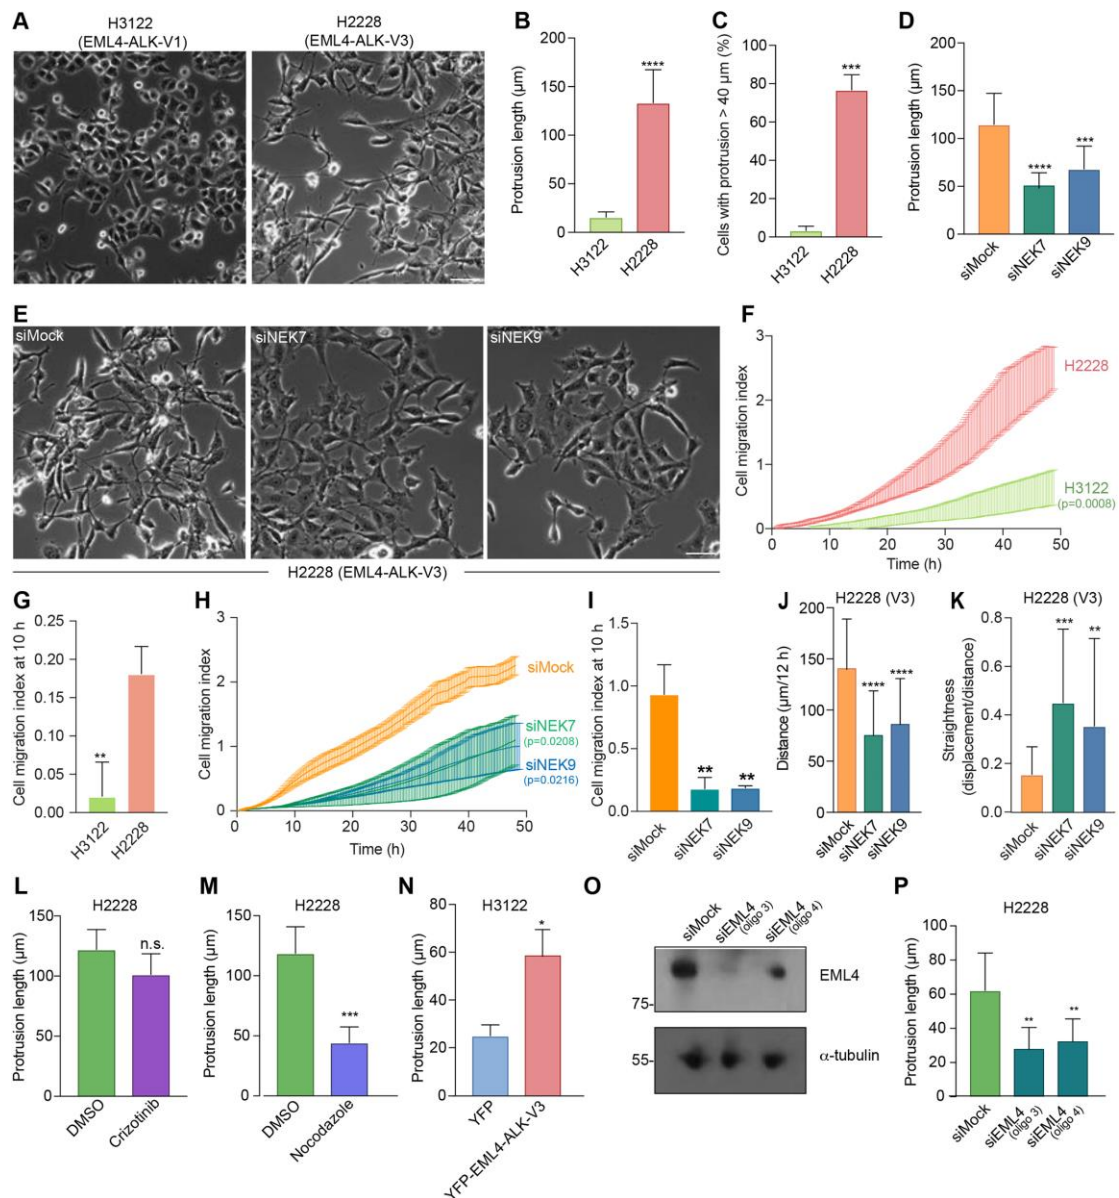 A
H3122
(EML4-ALK-V1)
H2228
(EML4-ALK-V3)
B
Protrusion length (µm)
200
150
100
50
0
****
H3122
H2228
C
Cells with protrusion > 40 µm (%)
100
80
60
40
20
0
***
H3122
H2228
D
Protrusion length (µm)
200
150
100
50
0
****
***
siMock
siNEK7
siNEK9
E
siMock
siNEK7
siNEK9
H2228 (EML4-ALK-V3)
F
Cell migration index
3
2
1
0
H2228
H3122
(p=0.0008)
0 10 20 30 40 50
Time (h)
G
Cell migration at 10 h
0.25
0.20
0.15
0.10
0.05
0.00
**
H3122
H2228
H
Cell migration index
3
2
1
0
siMock
siNEK7
(p=0.0208)
siNEK9
(p=0.0216)
0 10 20 30 40 50
Time (h)
I
Cell migration index at 10 h
1.5
1.0
0.5
0.0
**
**
siMock
siNEK7
siNEK9
J
H2228 (V3)
Distance (µm/12 h)
200
150
100
50
0
****
****
siMock
siNEK7
siNEK9
K
H2228 (V3)
Straightness
(displacement/distance)
0.8
0.6
0.4
0.2
0.0
***
**
siMock
siNEK7
siNEK9
L
H2228
Protrusion length (µm)
150
100
50
0
n.s.
DMSO
Crizotinib
M
H2228
Protrusion length (µm)
150
100
50
0
***
DMSO
Nocodazole
N
H3122
Protrusion length (µm)
80
60
40
20
0
*
YFP
YFP-EML4-ALK-V3
O
siMock
siEML4
(oligo 3)
siEML4
(oligo 4)
EML4
75-
α-tubulin
55-
P
H2228
Protrusion length (µm)
100
80
60
40
20
0
**
**
siMock
siEML4
(oligo 3)
siEML4
(oligo 4)